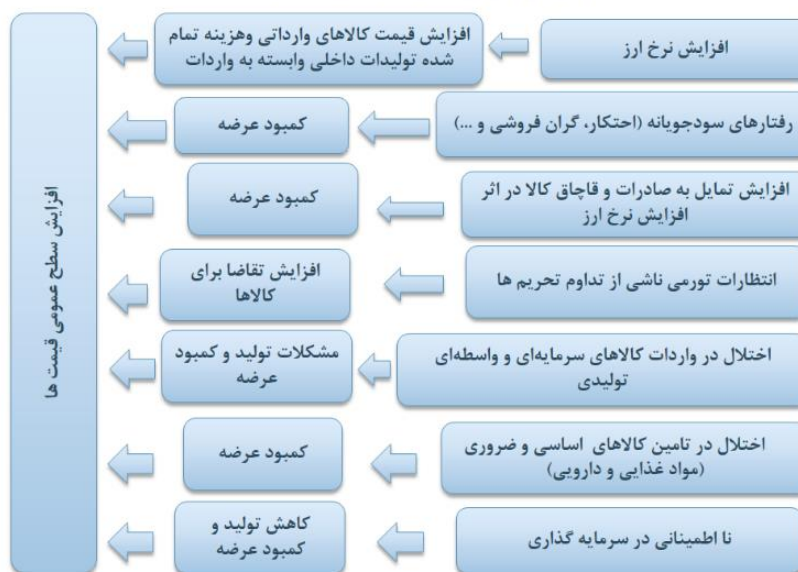 افزایش نرخ ارز
افزایش قیمت کالاهای وارداتی وهزینه تمام
شده تولیدات داخلی وابسته به واردات
رفتارهای سودجویانه (احتکار، گران فروشی و ...)
کمبود عرضه
افزایش تمایل به صادرات و قاچاق کالا در اثر
افزایش نرخ ارز
کمبود عرضه
انتظارات تورمی ناشی از تداوم تحریم ها
افزایش تقاضا برای
کالاها
اختلال در واردات کالاهای سرمایه‌ای و واسطه‌ای
تولیدی
مشکلات تولید و کمبود
عرضه
اختلال در تامین کالاهای اساسی و ضروری
(مواد غذایی و دارویی)
کمبود عرضه
نا اطمینانی در سرمایه گذاری
کاهش تولید و
کمبود عرضه
افزایش سطح عمومی قیمت ها